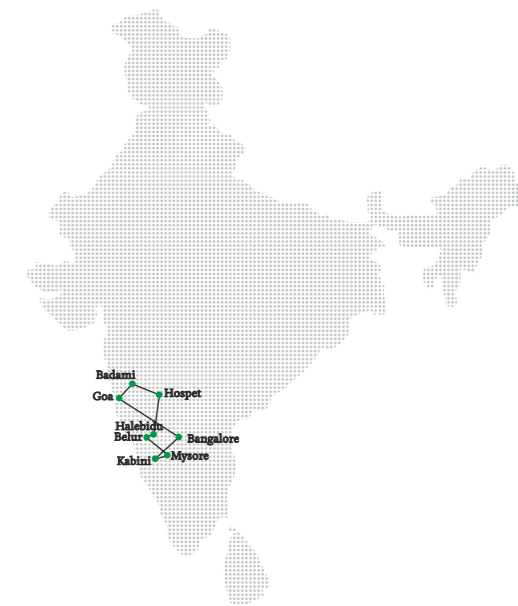 Badami
Hospet
Goa
Halebidu
Belur
Bangalore
Mysore
Kabini